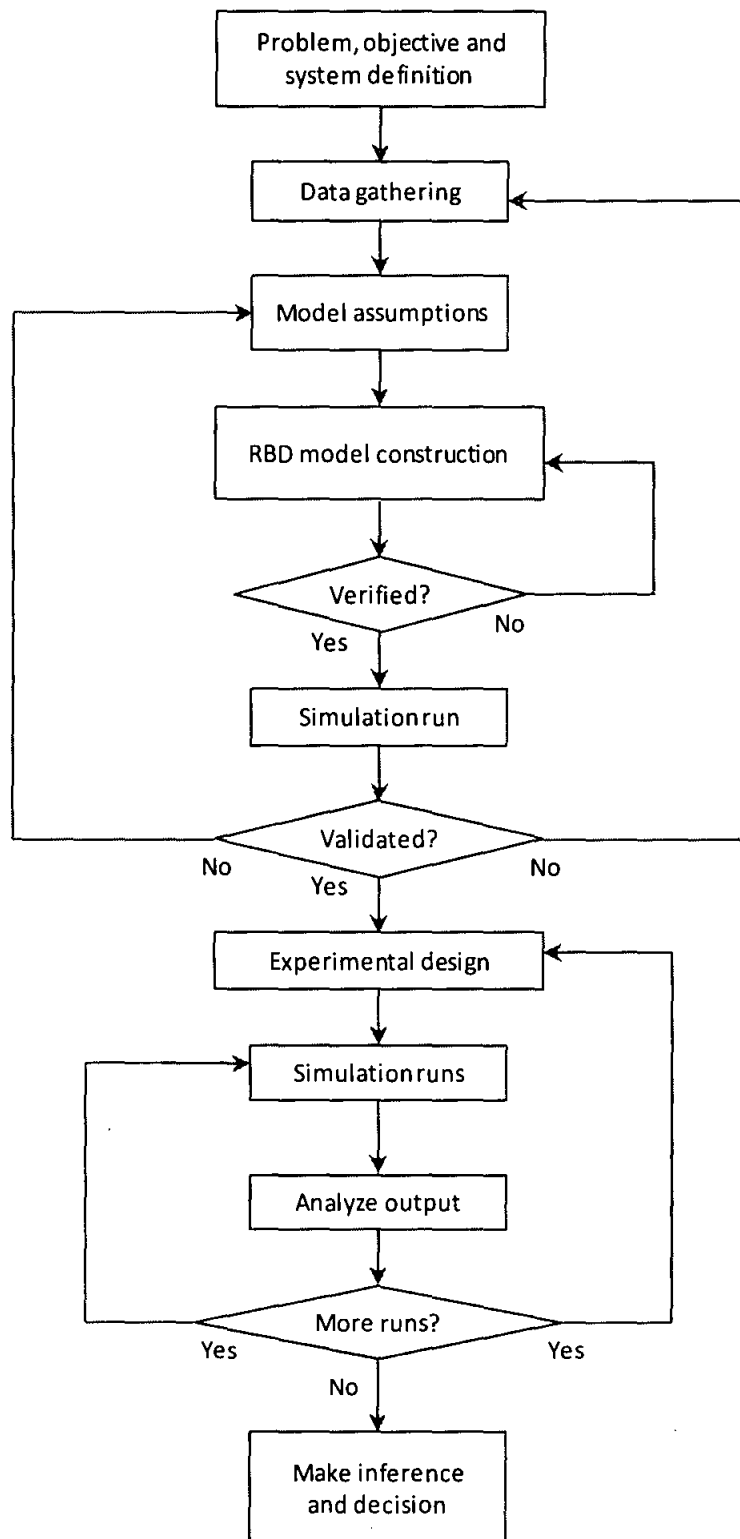 Problem, objective and
system definition
Data gathering
Model assumptions
RBD model construction
Verified?
Yes
No
Simulation run
Validated?
No
Yes
No
Experimental design
Simulation runs
Analyze output
More runs?
Yes
Yes
No
Make inference
and decision